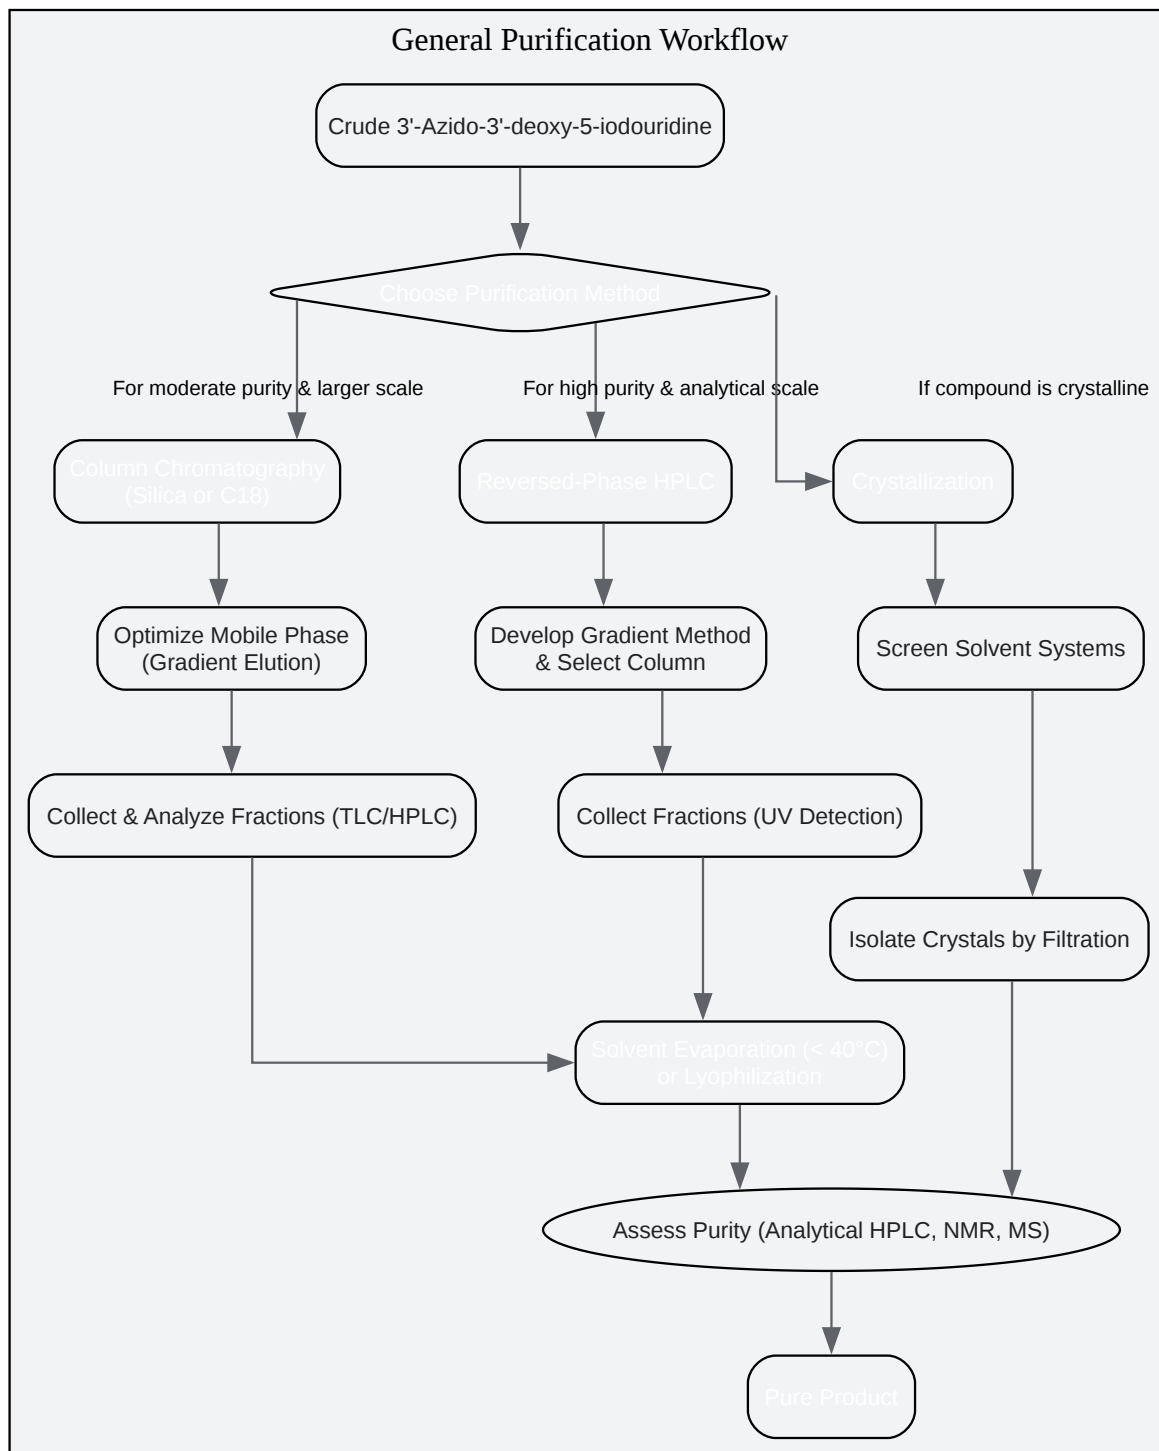 General Purification Workflow
Crude 3'-Azido-3'-deoxy-5-iodouridine
Choose Purification Method
For moderate purity & larger scale
For high purity & analytical scale
If compound is crystalline
Column Chromatography
(Silica or C18)
Reversed-Phase HPLC
Crystallization
Optimize Mobile Phase
(Gradient Elution)
Develop Gradient Method
& Select Column
Screen Solvent Systems
Collect & Analyze Fractions (TLC/HPLC)
Collect Fractions (UV Detection)
Isolate Crystals by Filtration
Solvent Evaporation (< 40°C)
or Lyophilization
Assess Purity (Analytical HPLC, NMR, MS)
Pure Product